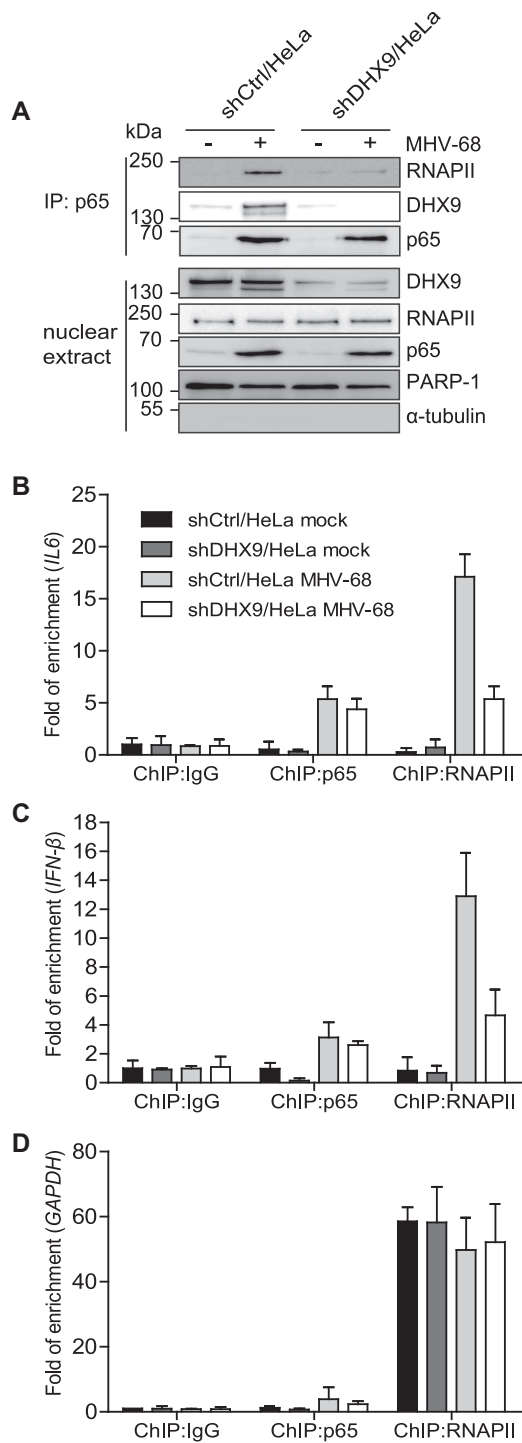 A
shCtrl/HeLa
shDHX9/HeLa
kDa
- + - + MHV-68
IP: p65
250
RNAPII
130
DHX9
70
p65
nuclear extract
130
DHX9
250
RNAPII
70
p65
100
PARP-1
55
α-tubulin
B
Fold of enrichment (IL6)
25
20
15
10
5
0
shCtrl/HeLa mock
shDHX9/HeLa mock
shCtrl/HeLa MHV-68
shDHX9/HeLa MHV-68
ChIP:IgG ChIP:p65 ChIP:RNAPII
C
Fold of enrichment (IFN-β)
18
16
14
12
10
8
6
4
2
0
ChIP:IgG ChIP:p65 ChIP:RNAPII
D
Fold of enrichment (GAPDH)
80
60
40
20
0
ChIP:IgG ChIP:p65 ChIP:RNAPII